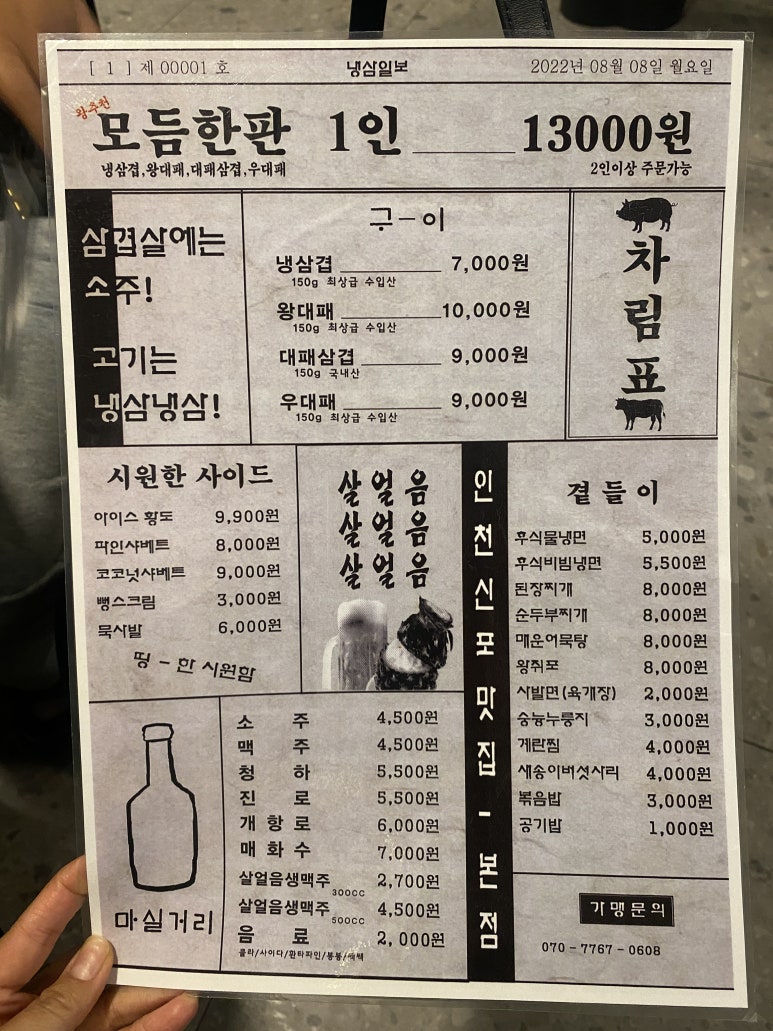 [ 1 ] 제 00001 호 냉삼일보 2022년 08월 08일 월요일
왕추천
모듬한판 1인 13000원
냉삼겹,왕대패,대패삼겹,우대패 2인이상 주문가능
삼겹살에는
소주!
고기는
냉삼냉삼!
구-이
냉삼겹 7,000원
150g 최상급 수입산
왕대패 10,000원
150g 최상급 수입산
대패삼겹 9,000원
150g 국내산
우대패 9,000원
150g 최상급 수입산
차림표
시원한 사이드
아이스 황도 9,900원
파인샤베트 8,000원
코코넛샤베트 9,000원
뻥스크림 3,000원
묵사발 6,000원
띵-한 시원함
살얼음
살얼음
살얼음
인천신포맛집-본점
곁들이
후식물냉면 5,000원
후식비빔냉면 5,500원
된장찌개 8,000원
순두부찌개 8,000원
매운어묵탕 8,000원
왕쥐포 8,000원
사발면(육개장) 2,000원
숭늉누룽지 3,000원
계란찜 4,000원
새송이버섯사리 4,000원
볶음밥 3,000원
공기밥 1,000원
마실거리
소주 4,500원
맥주 4,500원
청하 5,500원
진로 5,500원
개항로 6,000원
매화수 7,000원
살얼음생맥주 300CC 2,700원
살얼음생맥주 500CC 4,500원
음료 2,000원
콜라/사이다/환타파인/봉봉/쌕쌕
가맹문의
070-7767-0608